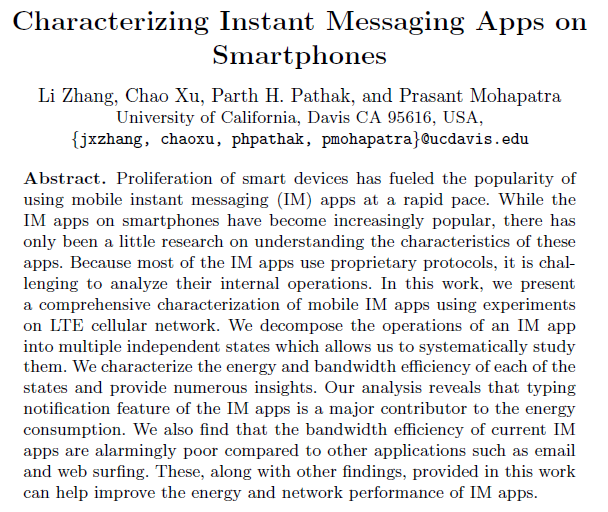 Characterizing Instant Messaging Apps on
Smartphones
Li Zhang, Chao Xu, Parth H. Pathak, and Prasant Mohapatra
University of California, Davis CA 95616, USA,
{jxzhang, chaoxu, phpathak, pmohapatra}@ucdavis.edu
Abstract. Proliferation of smart devices has fueled the popularity of
using mobile instant messaging (IM) apps at a rapid pace. While the
IM apps on smartphones have become increasingly popular, there has
only been a little research on understanding the characteristics of these
apps. Because most of the IM apps use proprietary protocols, it is chal-
lenging to analyze their internal operations. In this work, we present
a comprehensive characterization of mobile IM apps using experiments
on LTE cellular network. We decompose the operations of an IM app
into multiple independent states which allows us to systematically study
them. We characterize the energy and bandwidth efficiency of each of the
states and provide numerous insights. Our analysis reveals that typing
notification feature of the IM apps is a major contributor to the energy
consumption. We also find that the bandwidth efficiency of current IM
apps are alarmingly poor compared to other applications such as email
and web surfing. These, along with other findings, provided in this work
can help improve the energy and network performance of IM apps.